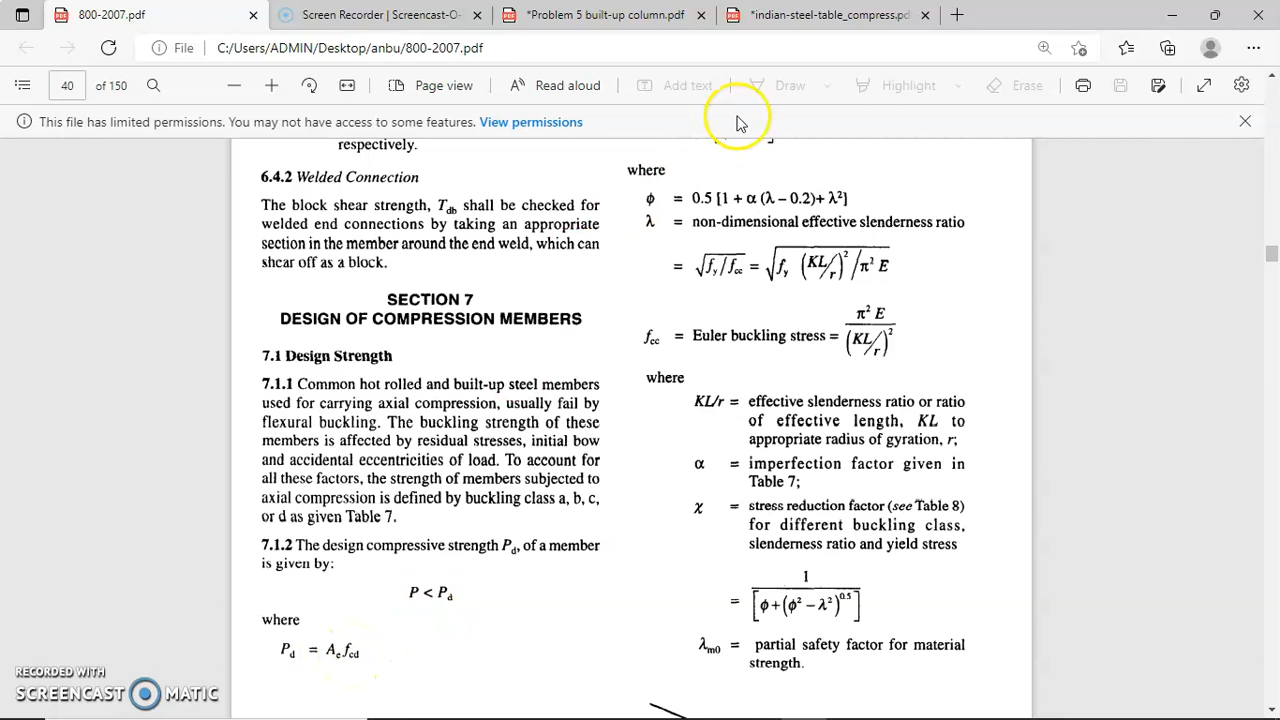 800-2007.pdf
Screen Recorder | Screencast-O-
*Problem 5 built-up column.pdf
*indian-steel-table_compress.pd
File
C:/Users/ADMIN/Desktop/anbu/800-2007.pdf
40 of 150
Page view
Read aloud
Add text
Draw
Highlight
Erase
This file has limited permissions. You may not have access to some features. View permissions
respectively.
6.4.2 Welded Connection
The block shear strength, Tdb shall be checked for
welded end connections by taking an appropriate
section in the member around the end weld, which can
shear off as a block.
SECTION 7
DESIGN OF COMPRESSION MEMBERS
7.1 Design Strength
7.1.1 Common hot rolled and built-up steel members
used for carrying axial compression, usually fail by
flexural buckling. The buckling strength of these
members is affected by residual stresses, initial bow
and accidental eccentricities of load. To account for
all these factors, the strength of members subjected to
axial compression is defined by buckling class a, b, c,
or d as given Table 7.
7.1.2 The design compressive strength Pd, of a member
is given by:
P < Pd
where
Pd = Ae fcd
where
ϕ = 0.5 [1 + α (λ – 0.2)+ λ²]
λ = non-dimensional effective slenderness ratio
= √(fy/fcc) = √(fy (KL/r)² / π² E)
fcc = Euler buckling stress = π² E / (KL/r)²
where
KL/r = effective slenderness ratio or ratio
of effective length, KL to
appropriate radius of gyration, r;
α = imperfection factor given in
Table 7;
χ = stress reduction factor (see Table 8)
for different buckling class,
slenderness ratio and yield stress
= 1 / [ϕ + (ϕ² – λ²)^0.5]
λm0 = partial safety factor for material
strength.
RECORDED WITH
SCREENCAST MATIC